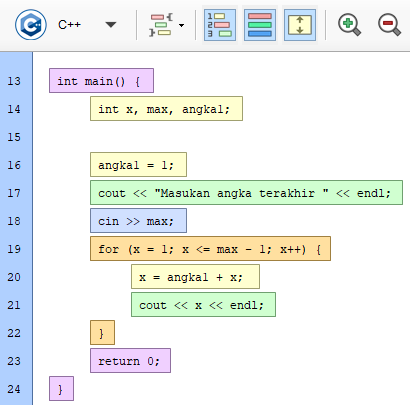 C++
13 int main() {
14 int x, max, angka1;
15
16 angka1 = 1;
17 cout << "Masukan angka terakhir " << endl;
18 cin >> max;
19 for (x = 1; x <= max - 1; x++) {
20 x = angka1 + x;
21 cout << x << endl;
22 }
23 return 0;
24 }